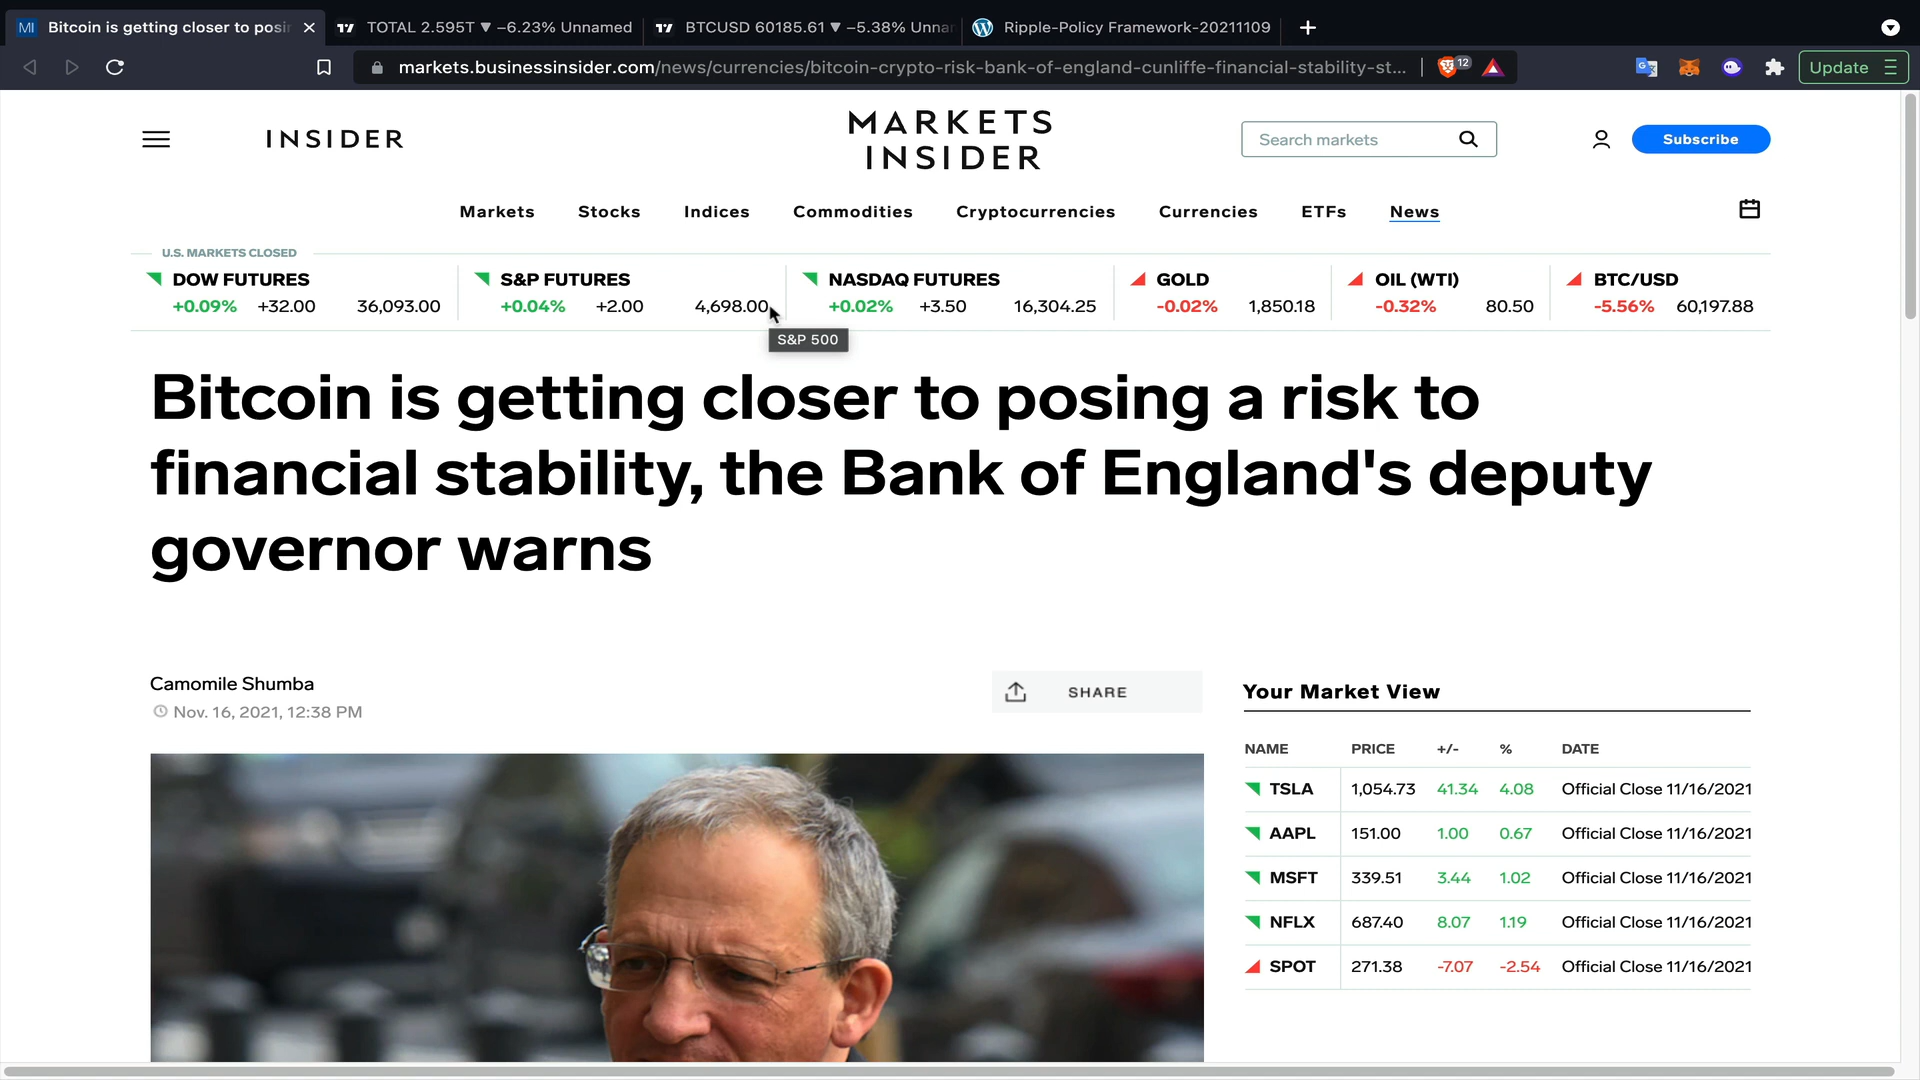 MI Bitcoin is getting closer to posi
TOTAL 2.595T ▼ −6.23% Unnamed
BTCUSD 60185.61 ▼ −5.38% Unna
Ripple-Policy Framework-20211109
markets.businessinsider.com/news/currencies/bitcoin-crypto-risk-bank-of-england-cunliffe-financial-stability-st...
12
Update
INSIDER
MARKETS
INSIDER
Search markets
Subscribe
Markets Stocks Indices Commodities Cryptocurrencies Currencies ETFs News
U.S. MARKETS CLOSED
DOW FUTURES
+0.09% +32.00 36,093.00
S&P FUTURES
+0.04% +2.00 4,698.00
NASDAQ FUTURES
+0.02% +3.50 16,304.25
GOLD
-0.02% 1,850.18
OIL (WTI)
-0.32% 80.50
BTC/USD
-5.56% 60,197.88
S&P 500
Bitcoin is getting closer to posing a risk to
financial stability, the Bank of England's deputy
governor warns
Camomile Shumba
Nov. 16, 2021, 12:38 PM
SHARE
Your Market View
NAME PRICE +/- % DATE
TSLA 1,054.73 41.34 4.08 Official Close 11/16/2021
AAPL 151.00 1.00 0.67 Official Close 11/16/2021
MSFT 339.51 3.44 1.02 Official Close 11/16/2021
NFLX 687.40 8.07 1.19 Official Close 11/16/2021
SPOT 271.38 -7.07 -2.54 Official Close 11/16/2021